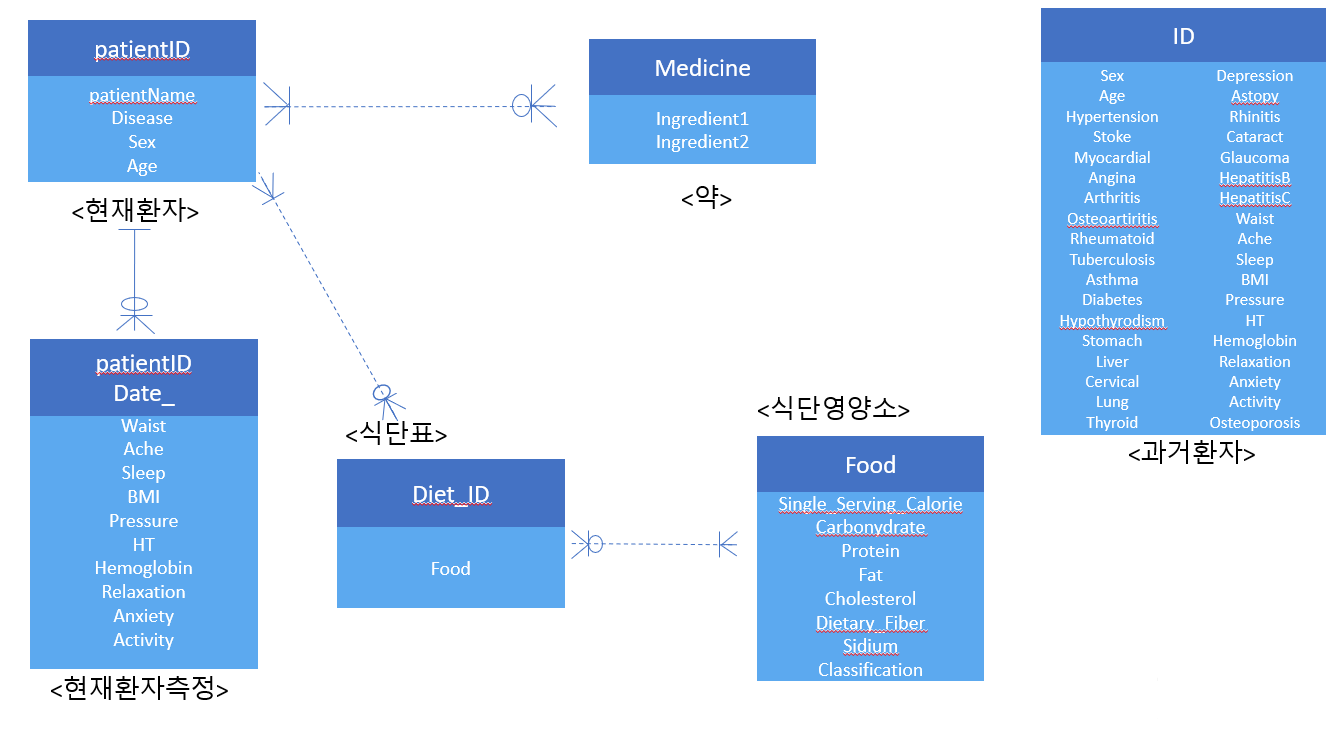 patientID
patientName
Disease
Sex
Age
<현재환자>
Medicine
Ingredient1
Ingredient2
<약>
patientID
Date_
Waist
Ache
Sleep
BMI
Pressure
HT
Hemoglobin
Relaxation
Anxiety
Activity
<현재환자측정>
<식단표>
Diet_ID
Food
<식단영양소>
Food
Single_Serving_Calorie
Carbonydrate
Protein
Fat
Cholesterol
Dietary_Fiber
Sidium
Classification
ID
Sex
Age
Hypertension
Stoke
Myocardial
Angina
Arthritis
Osteoartiritis
Rheumatoid
Tuberculosis
Asthma
Diabetes
Hypothyrodism
Stomach
Liver
Cervical
Lung
Thyroid
Depression
Astopy
Rhinitis
Cataract
Glaucoma
HepatitisB
HepatitisC
Waist
Ache
Sleep
BMI
Pressure
HT
Hemoglobin
Relaxation
Anxiety
Activity
Osteoporosis
<과거환자>